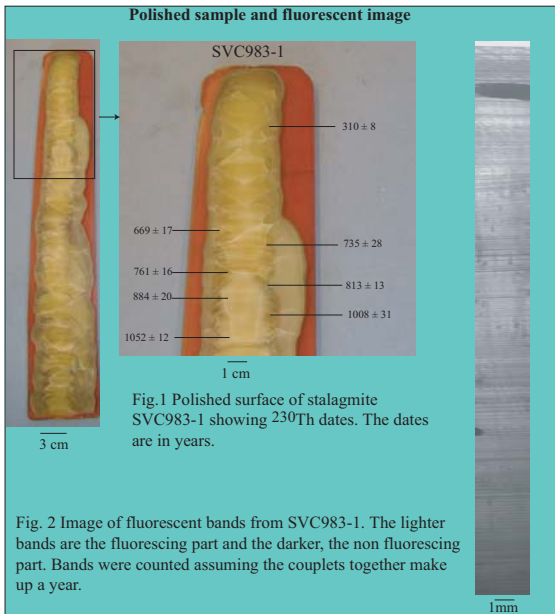 Polished sample and fluorescent image
SVC983-1
310 ± 8
669 ± 17
735 ± 28
761 ± 16
813 ± 13
884 ± 20
1008 ± 31
1052 ± 12
1 cm
3 cm
Fig.1 Polished surface of stalagmite
SVC983-1 showing 230Th dates. The dates
are in years.
Fig. 2 Image of fluorescent bands from SVC983-1. The lighter
bands are the fluorescing part and the darker, the non fluorescing
part. Bands were counted assuming the couplets together make
up a year.
1mm